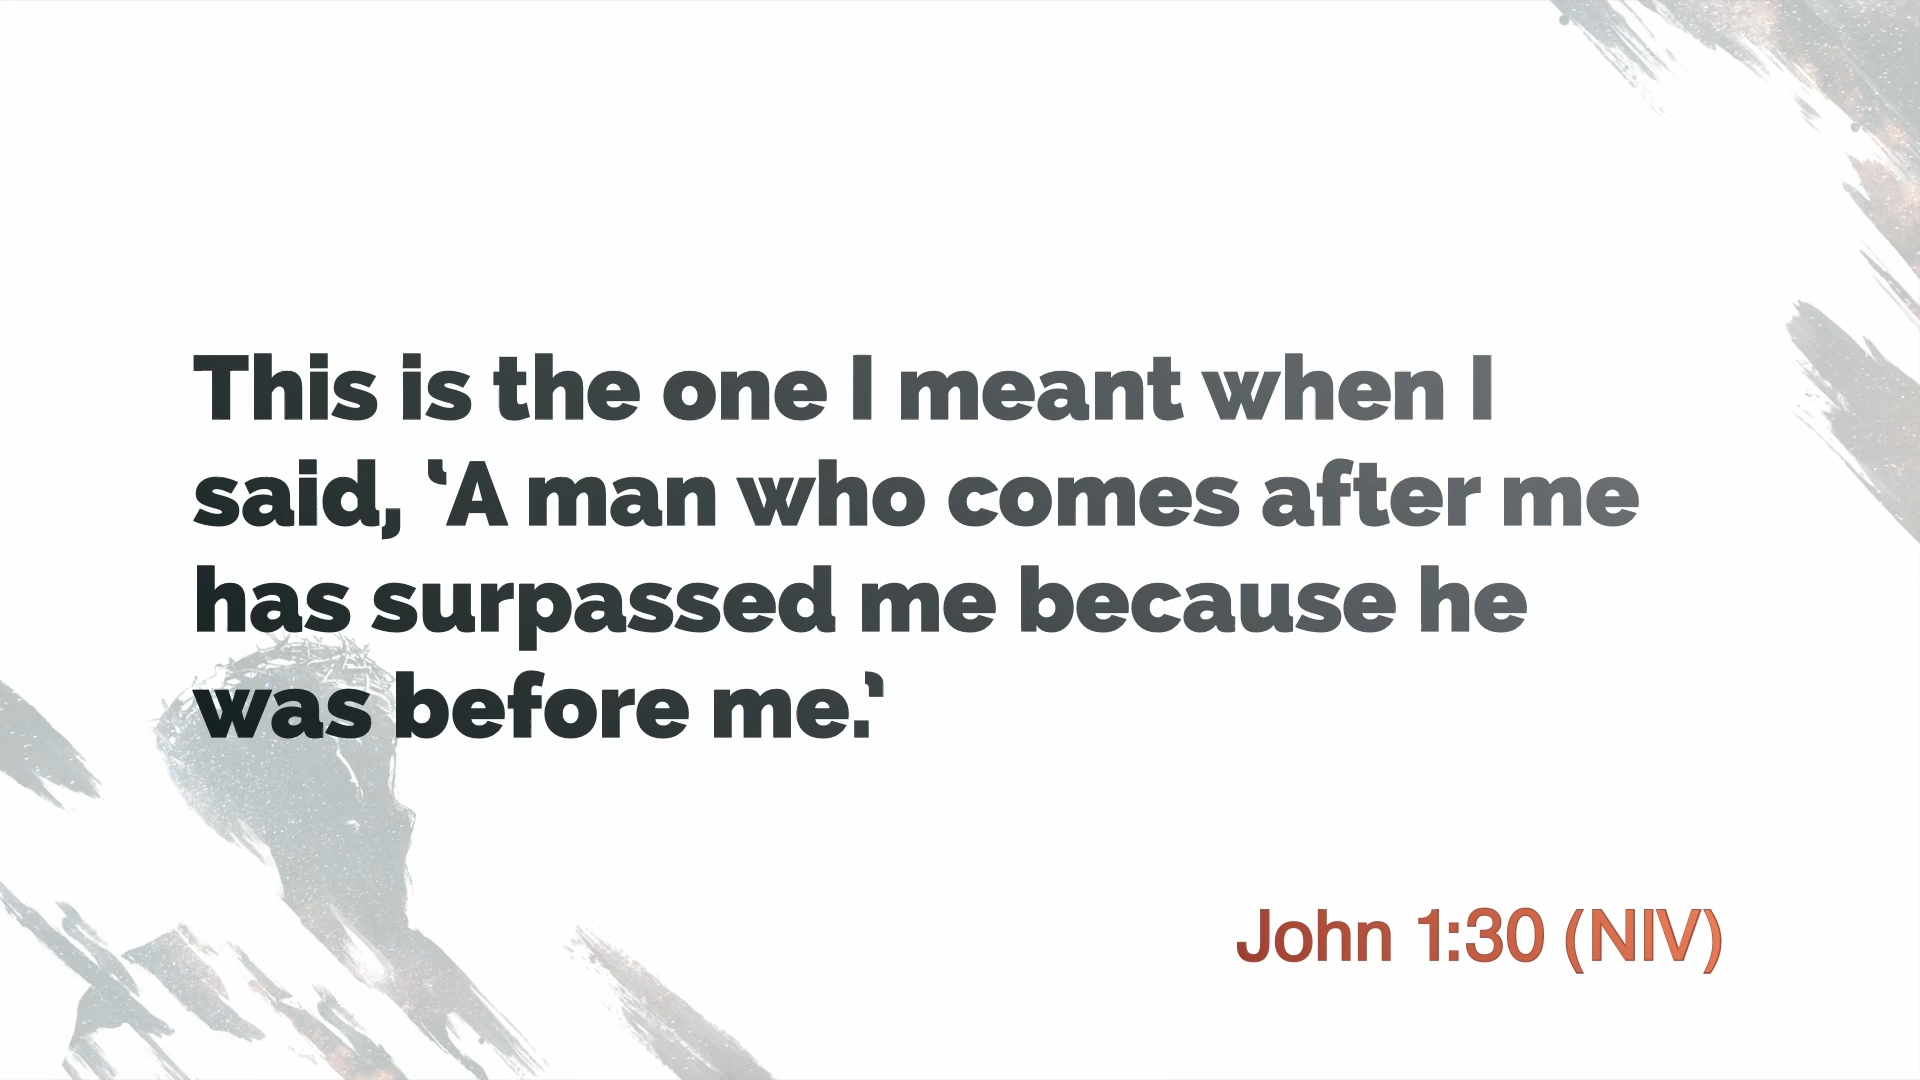 This is the one I meant when I
said, ‘A man who comes after me
has surpassed me because he
was before me.’
John 1:30 (NIV)